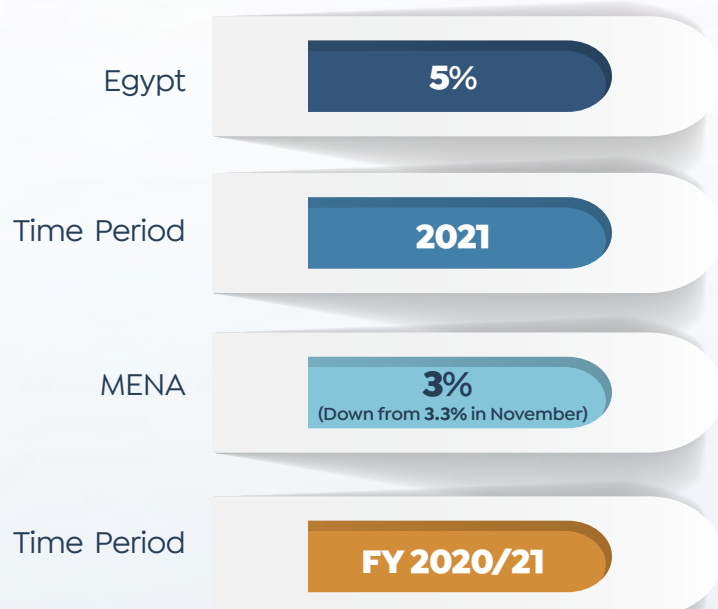 Egypt
5%
Time Period
2021
MENA
3%
(Down from 3.3% in November)
Time Period
FY 2020/21